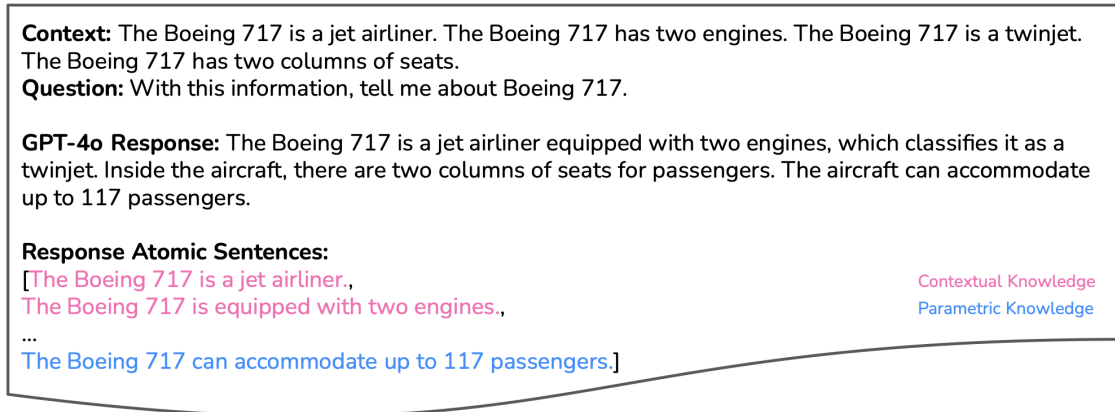 Context: The Boeing 717 is a jet airliner. The Boeing 717 has two engines. The Boeing 717 is a twinjet.
The Boeing 717 has two columns of seats.
Question: With this information, tell me about Boeing 717.
GPT-4o Response: The Boeing 717 is a jet airliner equipped with two engines, which classifies it as a
twinjet. Inside the aircraft, there are two columns of seats for passengers. The aircraft can accommodate
up to 117 passengers.
Response Atomic Sentences:
[The Boeing 717 is a jet airliner.,
Contextual Knowledge
The Boeing 717 is equipped with two engines.,
Parametric Knowledge
...
The Boeing 717 can accommodate up to 117 passengers.]